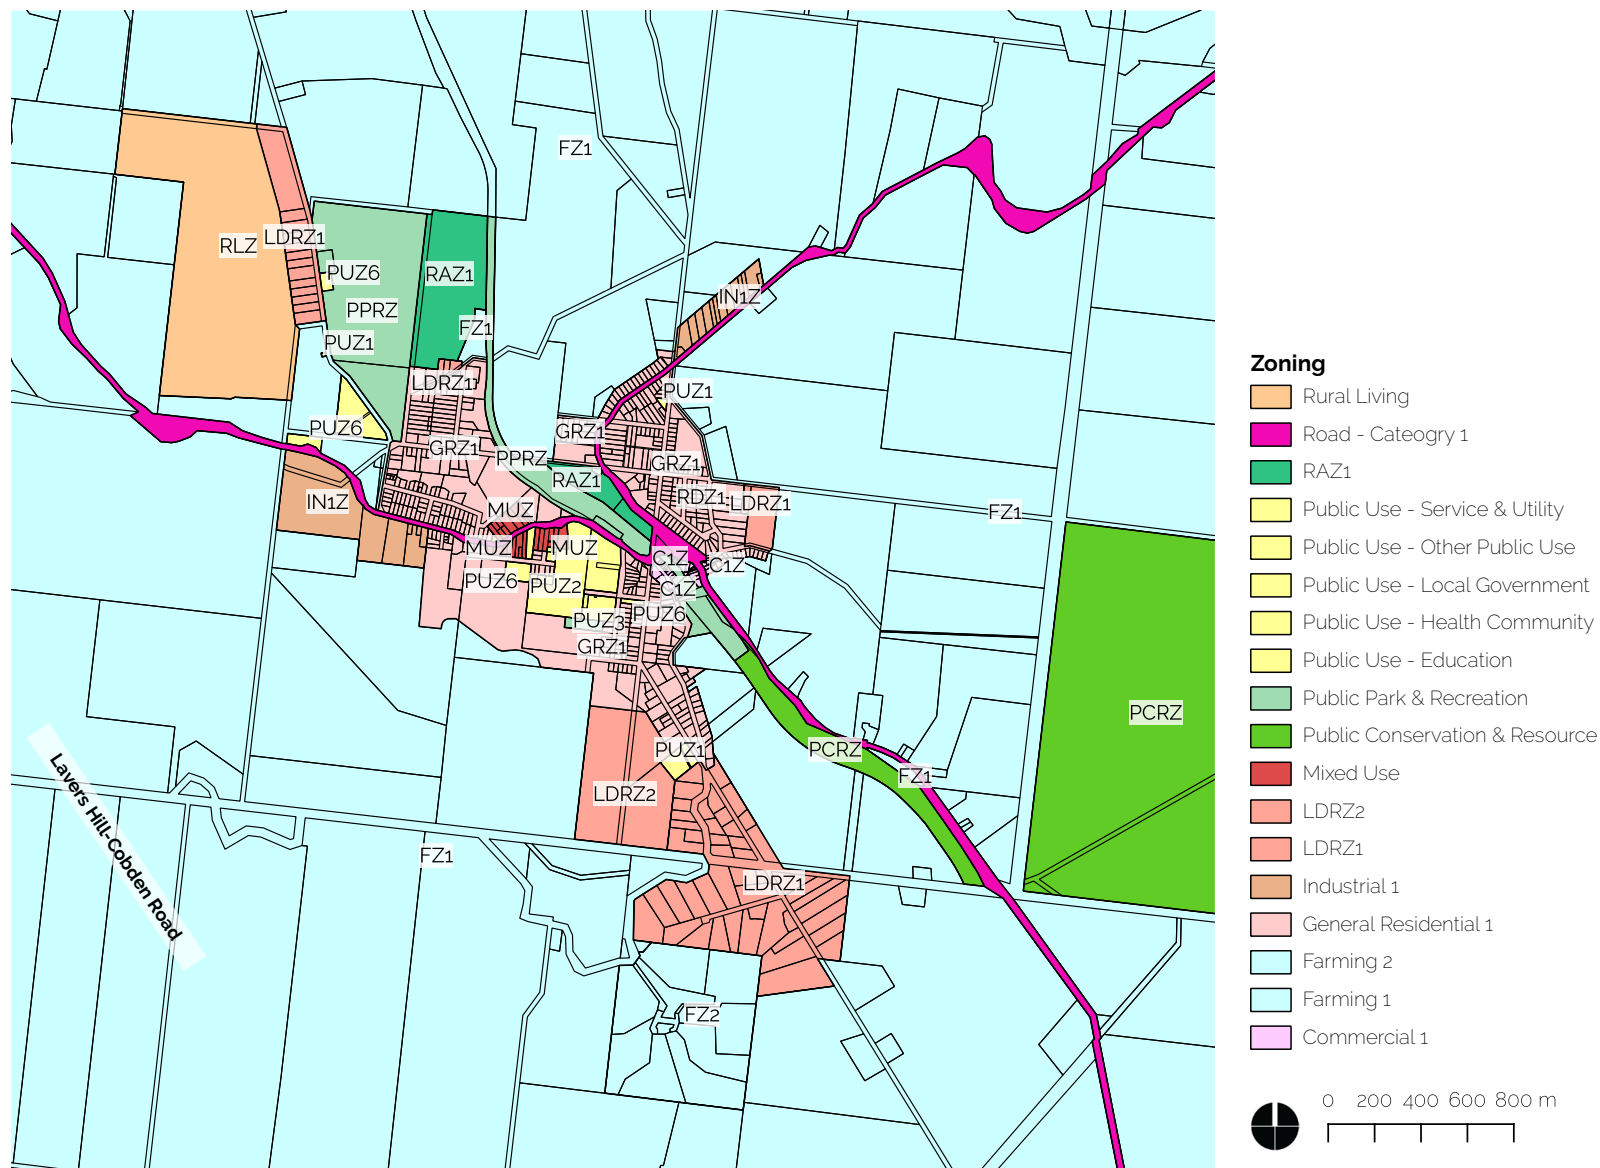 FZ1
RLZ
LDRZ1
PUZ6
RAZ1
PPRZ
IN1Z
FZ1
PUZ1
LDRZ1
PUZ1
PUZ6
GRZ1
GRZ1
PPRZ
GRZ1
RAZ1
IN1Z
RDZ1
LDRZ1
MUZ
FZ1
MUZ
MUZ
C1Z
C1Z
PUZ6
PUZ2
C1Z
PUZ3
PUZ6
GRZ1
PCRZ
PUZ1
PCRZ
FZ1
LDRZ2
FZ1
LDRZ1
FZ2
Lavers Hill-Cobden Road
Zoning
Rural Living
Road - Cateogry 1
RAZ1
Public Use - Service & Utility
Public Use - Other Public Use
Public Use - Local Government
Public Use - Health Community
Public Use - Education
Public Park & Recreation
Public Conservation & Resource
Mixed Use
LDRZ2
LDRZ1
Industrial 1
General Residential 1
Farming 2
Farming 1
Commercial 1
0 200 400 600 800 m